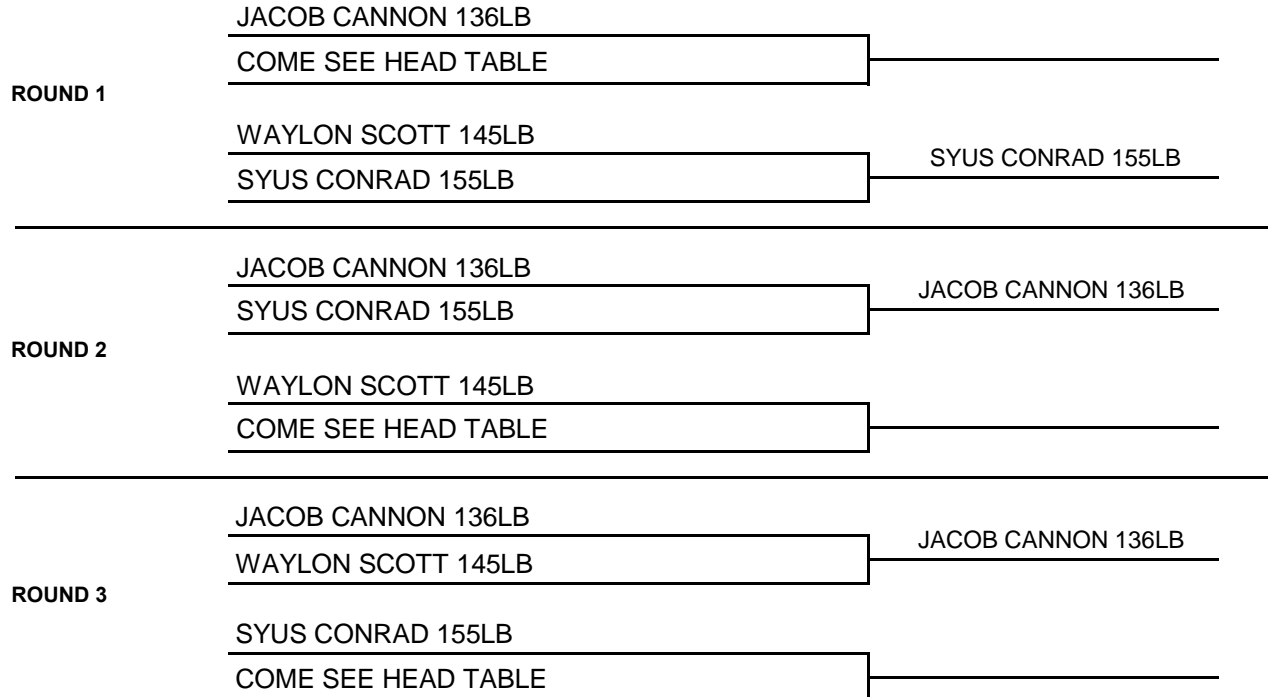 JACOB CANNON 136LB
COME SEE HEAD TABLE
ROUND 1
WAYLON SCOTT 145LB
SYUS CONRAD 155LB
SYUS CONRAD 155LB
JACOB CANNON 136LB
SYUS CONRAD 155LB
JACOB CANNON 136LB
ROUND 2
WAYLON SCOTT 145LB
COME SEE HEAD TABLE
JACOB CANNON 136LB
WAYLON SCOTT 145LB
JACOB CANNON 136LB
ROUND 3
SYUS CONRAD 155LB
COME SEE HEAD TABLE